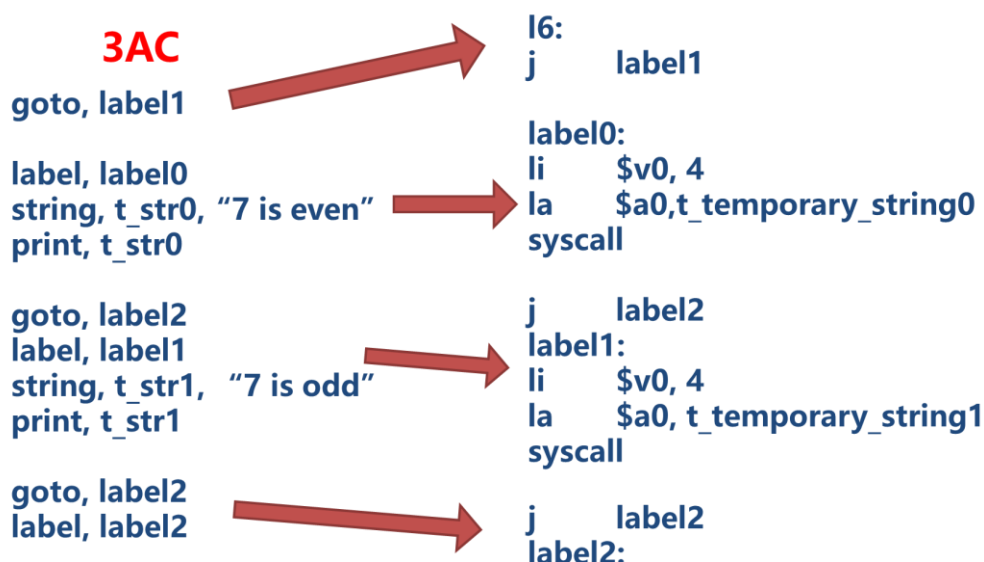 3AC
goto, label1
label, label0
string, t_str0, “7 is even”
print, t_str0
goto, label2
label, label1
string, t_str1, “7 is odd”
print, t_str1
goto, label2
label, label2
l6:
j label1
label0:
li $v0, 4
la $a0,t_temporary_string0
syscall
j label2
label1:
li $v0, 4
la $a0, t_temporary_string1
syscall
j label2
label2: